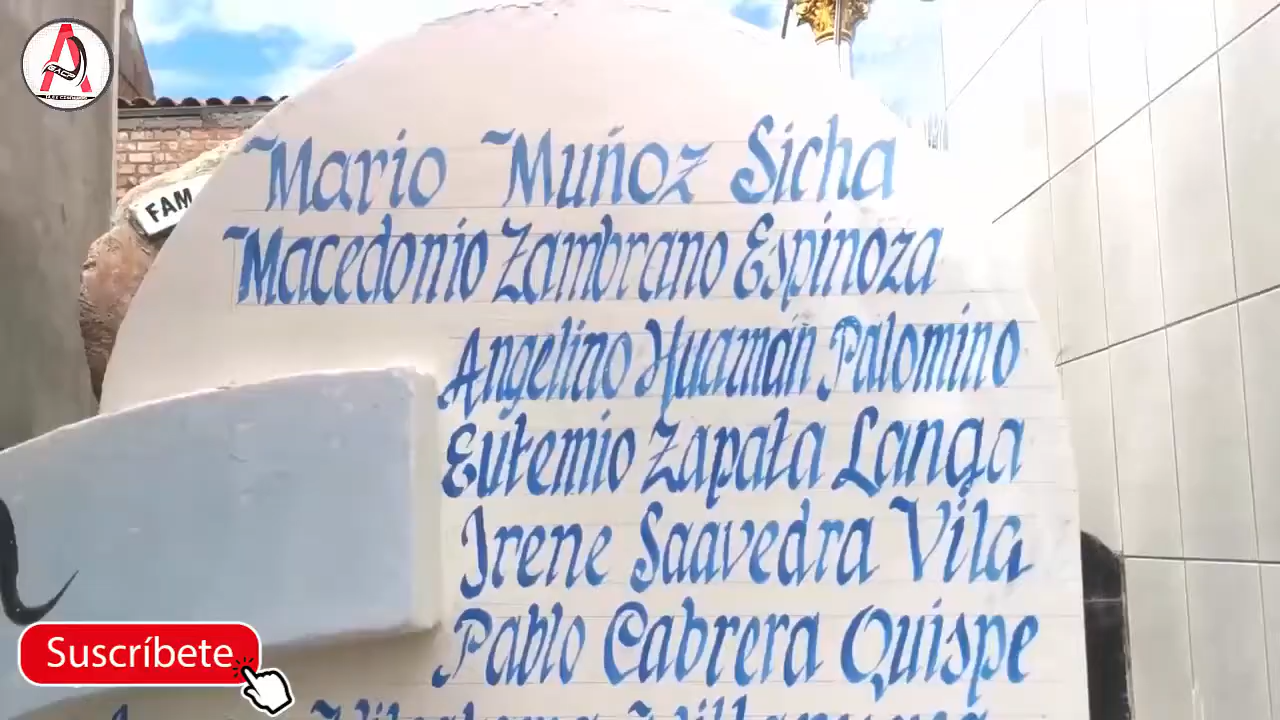 FAM
Mario Muñoz Sicha
Macedonio Zambrano Espinoza
Angelino Huamán Palomino
Eutemio Zapata Langa
Irene Saavedra Vila
Pablo Cabrera Quispe
Suscríbete